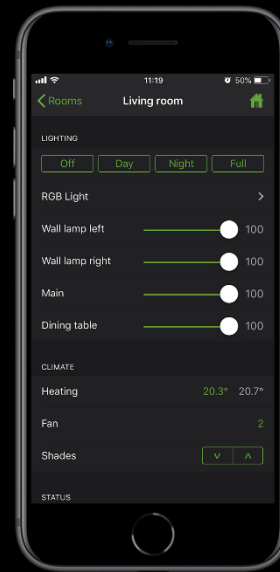 11:19 50%
Rooms Living room
LIGHTING
Off Day Night Full
RGB Light
Wall lamp left 100
Wall lamp right 100
Main 100
Dining table 100
CLIMATE
Heating 20.3° 20.7°
Fan 2
Shades
STATUS